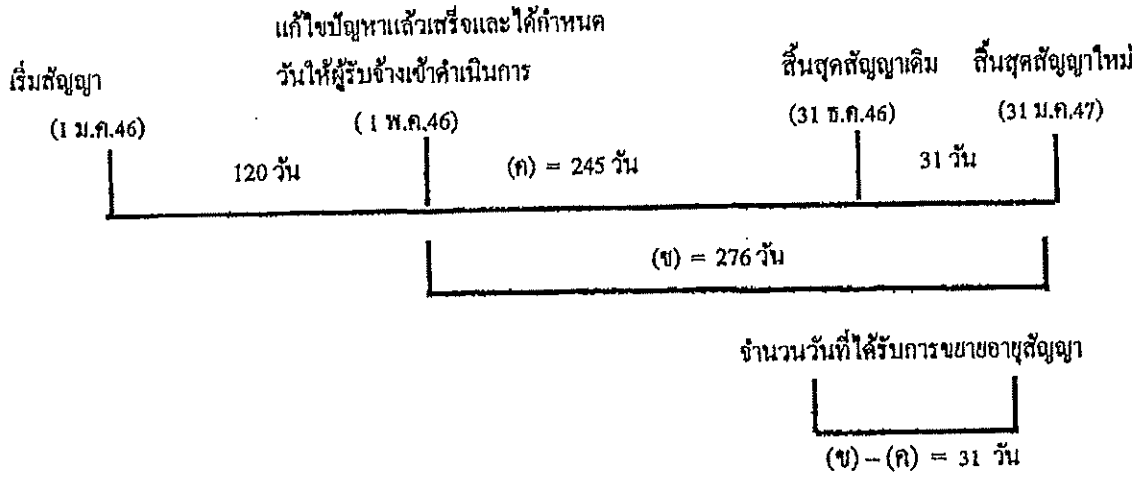 แก้ไขปัญหาแล้วเสร็จและได้กำหนด
วันให้ผู้รับจ้างเข้าดำเนินการ
เริ่มสัญญา
สิ้นสุดสัญญาเดิม
สิ้นสุดสัญญาใหม่
(1 ม.ค.46)
( 1 พ.ค.46)
(31 ธ.ค.46)
(31 ม.ค.47)
120 วัน
(ค) = 245 วัน
31 วัน
(ข) = 276 วัน
จำนวนวันที่ได้รับการขยายอายุสัญญา
(ข) – (ค) = 31 วัน